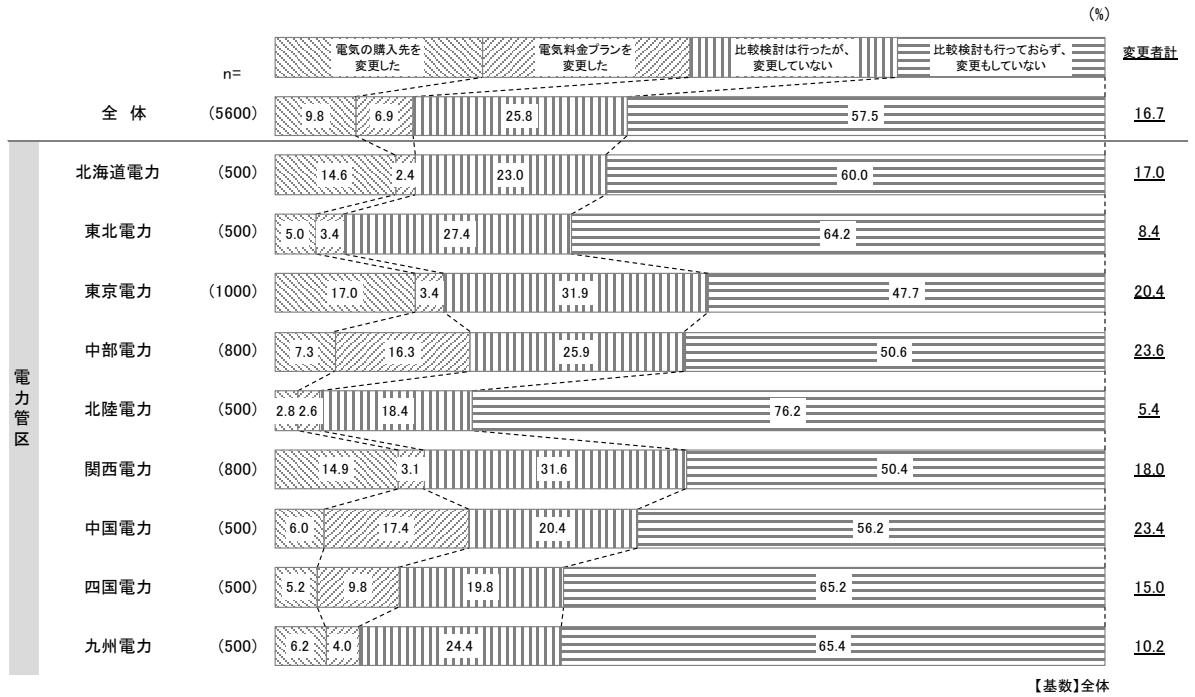 (%)
電気の購入先を
変更した
電気料金プランを
変更した
比較検討は行ったが、
変更していない
比較検討も行っておらず、
変更もしていない
変更者計
n=
全 体 (5600) 9.8 6.9 25.8 57.5 16.7
電力管区
北海道電力 (500) 14.6 2.4 23.0 60.0 17.0
東北電力 (500) 5.0 3.4 27.4 64.2 8.4
東京電力 (1000) 17.0 3.4 31.9 47.7 20.4
中部電力 (800) 7.3 16.3 25.9 50.6 23.6
北陸電力 (500) 2.8 2.6 18.4 76.2 5.4
関西電力 (800) 14.9 3.1 31.6 50.4 18.0
中国電力 (500) 6.0 17.4 20.4 56.2 23.4
四国電力 (500) 5.2 9.8 19.8 65.2 15.0
九州電力 (500) 6.2 4.0 24.4 65.4 10.2
【基数】全体